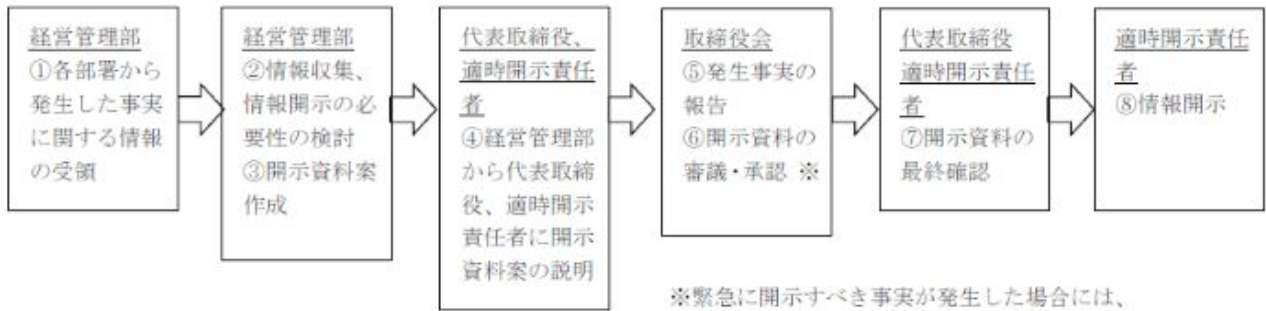 経営管理部
①各部署から
発生した事実
に関する情報
の受領
経営管理部
②情報収集、
情報開示の必
要性の検討
③開示資料案
作成
代表取締役、
適時開示責任
者
④経営管理部
から代表取締
役、適時開示
責任者に開示
資料案の説明
取締役会
⑤発生事実の
報告
⑥開示資料の
審議・承認 ※
代表取締役
適時開示責任
者
⑦開示資料の
最終確認
適時開示責任
者
⑧情報開示
※緊急に開示すべき事実が発生した場合には、